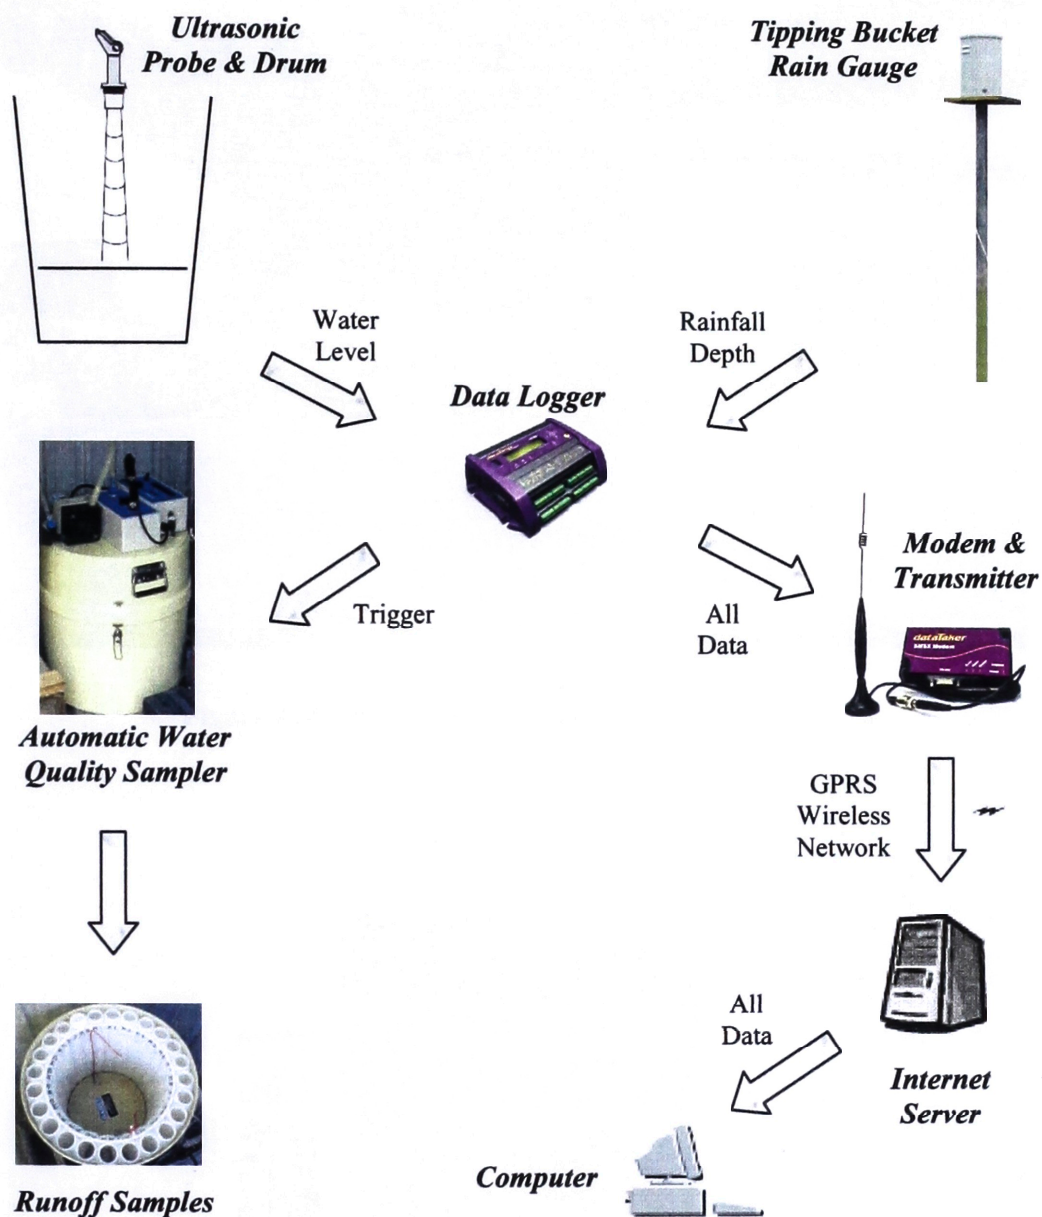 Ultrasonic
Probe & Drum
Tipping Bucket
Rain Gauge
Water
Level
Rainfall
Depth
Data Logger
Modem &
Transmitter
Trigger
All
Data
dataTaker
Modem
Automatic Water
Quality Sampler
GPRS
Wireless
Network
All
Data
Internet
Server
Computer
Runoff Samples